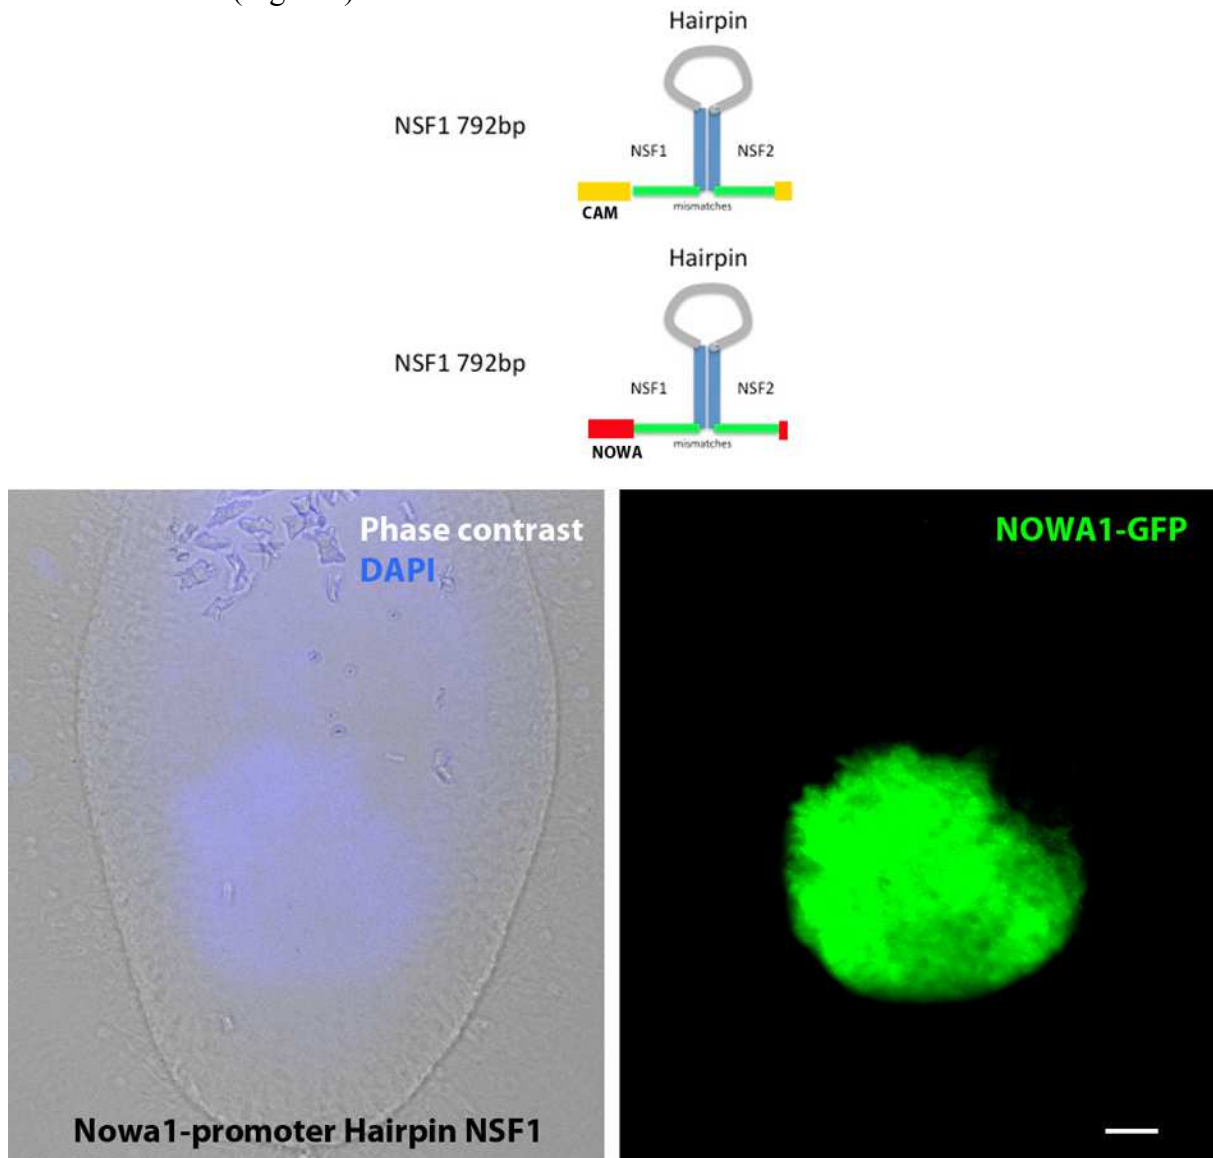 Hairpin
NSF1 792bp
NSF1 NSF2
CAM
mismatches
Hairpin
NSF1 792bp
NSF1 NSF2
NOWA
mismatches
Phase contrast
DAPI
NOWA1-GFP
Nowa1-promoter Hairpin NSF1